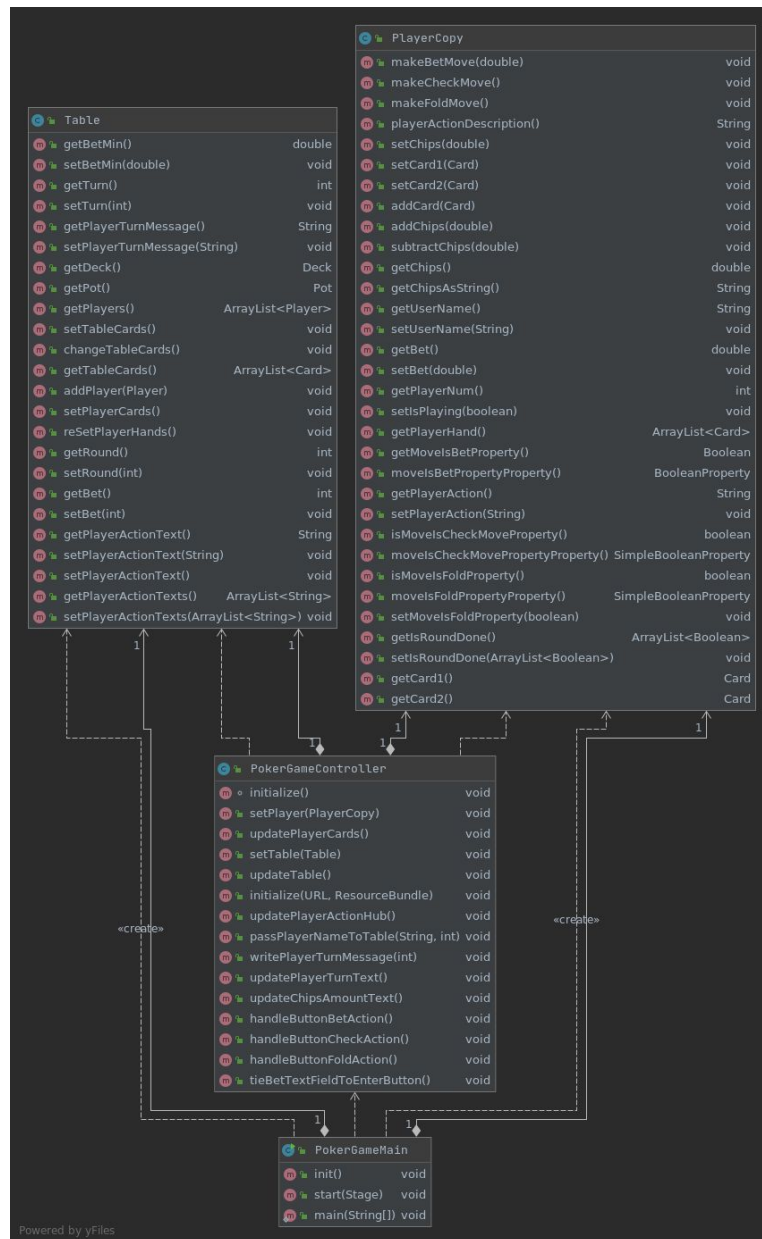 PlayerCopy
makeBetMove(double) void
makeCheckMove() void
makeFoldMove() void
playerActionDescription() String
setChips(double) void
setCard1(Card) void
setCard2(Card) void
addCard(Card) void
addChips(double) void
subtractChips(double) void
getChips() double
getChipsAsString() String
getUserName() String
setUserName(String) void
getBet() double
setBet(double) void
getPlayerNum() int
setIsPlaying(boolean) void
getPlayerHand() ArrayList<Card>
getMoveIsBetProperty() Boolean
moveIsBetPropertyProperty() BooleanProperty
getPlayerAction() String
setPlayerAction(String) void
isMoveIsCheckMoveProperty() boolean
moveIsCheckMovePropertyProperty() SimpleBooleanProperty
isMoveIsFoldProperty() boolean
moveIsFoldPropertyProperty() SimpleBooleanProperty
setMoveIsFoldProperty(boolean) void
getIsRoundDone() ArrayList<Boolean>
setIsRoundDone(ArrayList<Boolean>) void
getCard1() Card
getCard2() Card
Table
getBetMin() double
setBetMin(double) void
getTurn() int
setTurn(int) void
getPlayerTurnMessage() String
setPlayerTurnMessage(String) void
getDeck() Deck
getPot() Pot
getPlayers() ArrayList<Player>
setTableCards() void
changeTableCards() void
getTableCards() ArrayList<Card>
addPlayer(Player) void
setPlayerCards() void
reSetPlayerHands() void
getRound() int
setRound(int) void
getBet() int
setBet(int) void
getPlayerActionText() String
setPlayerActionText(String) void
setPlayerActionText() void
getPlayerActionTexts() ArrayList<String>
setPlayerActionTexts(ArrayList<String>) void
1 1
1 1
1 1
PokerGameController
initialize() void
setPlayer(PlayerCopy) void
updatePlayerCards() void
setTable(Table) void
updateTable() void
initialize(URL, ResourceBundle) void
updatePlayerActionHub() void
passPlayerNameToTable(String, int) void
writePlayerTurnMessage(int) void
updatePlayerTurnText() void
updateChipsAmountText() void
handleButtonBetAction() void
handleButtonCheckAction() void
handleButtonFoldAction() void
tieBetTextFieldToEnterButton() void
«create»
«create»
1 1
PokerGameMain
init() void
start(Stage) void
main(String[]) void
Powered by yFiles